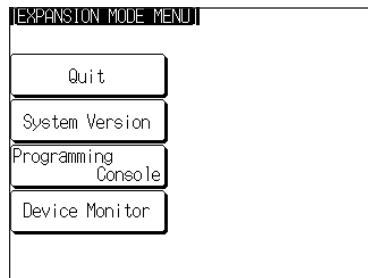 [EXPANSION MODE MENU]
Quit
System Version
Programming
Console
Device Monitor